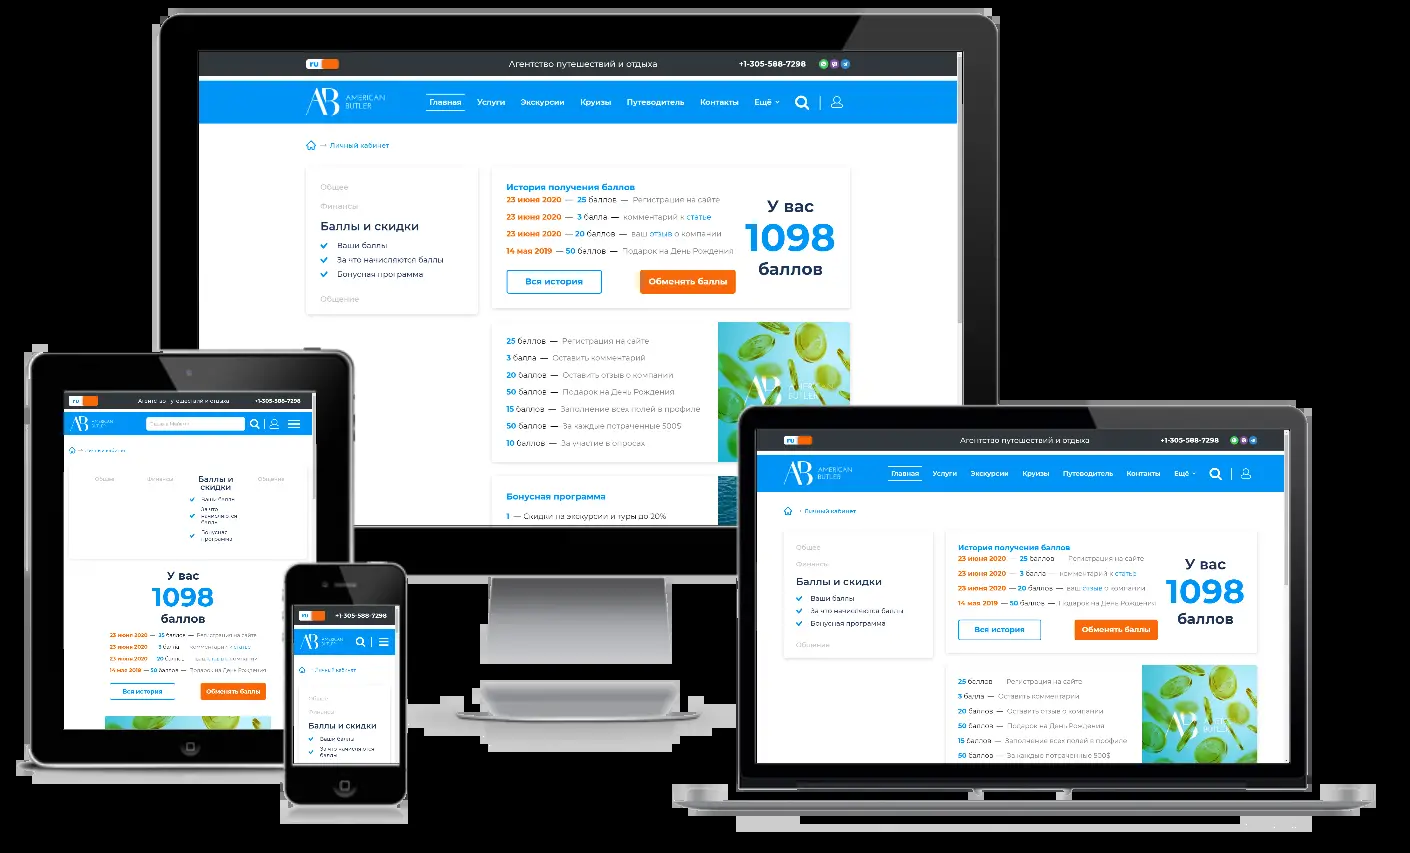 ru
Агентство путешествий и отдыха
+1-305-588-7298
AB AMERICAN BUTLER
Главная Услуги Экскурсии Круизы Путеводитель Контакты Ещё
→ Личный кабинет
Общее
Финансы
Баллы и скидки
Ваши баллы
За что начисляются баллы
Бонусная программа
Общение
История получения баллов
23 июня 2020 — 25 баллов — Регистрация на сайте
23 июня 2020 — 3 балла — комментарий к статье
23 июня 2020 — 20 баллов — ваш отзыв о компании
14 мая 2019 — 50 баллов — Подарок на День Рождения
Вся история
Обменять баллы
У вас
1098
баллов
25 баллов — Регистрация на сайте
3 балла — Оставить комментарий
20 баллов — Оставить отзыв о компании
50 баллов — Подарок на День Рождения
15 баллов — Заполнение всех полей в профиле
50 баллов — За каждые потраченные 500$
10 баллов — За участие в опросах
Бонусная программа
1 — Скидки на экскурсии и туры до 20%
ru
Агентство путешествий и отдыха
+1-305-588-7298
AB AMERICAN BUTLER
Общее
Финансы
Баллы и
скидки
Ваши баллы
За что
начисляются
баллы
Бонусная
программа
Общение
У вас
1098
баллов
23 июня 2020 — 25 баллов — Регистрация на сайте
23 июня 2020 — 3 балла — комментарий к статье
23 июня 2020 — 20 баллов — ваш отзыв о компании
14 мая 2019 — 50 баллов — Подарок на День Рождения
Вся история
Обменять баллы
ru
+1-305-588-7298
AB AMERICAN BUTLER
→ Личный кабинет
Общее
Финансы
Баллы и скидки
Ваши баллы
За что начисляются
баллы
ru
Агентство путешествий и отдыха
+1-305-588-7298
AB AMERICAN BUTLER
Главная Услуги Экскурсии Круизы Путеводитель Контакты Ещё
→ Личный кабинет
Общее
Финансы
Баллы и скидки
Ваши баллы
За что начисляются баллы
Бонусная программа
Общение
История получения баллов
23 июня 2020 — 25 баллов — Регистрация на сайте
23 июня 2020 — 3 балла — комментарий к статье
23 июня 2020 — 20 баллов — ваш отзыв о компании
14 мая 2019 — 50 баллов — Подарок на День Рождения
Вся история
Обменять баллы
У вас
1098
баллов
25 баллов — Регистрация на сайте
3 балла — Оставить комментарий
20 баллов — Оставить отзыв о компании
50 баллов — Подарок на День Рождения
15 баллов — Заполнение всех полей в профиле
50 баллов — За каждые потраченные 500$